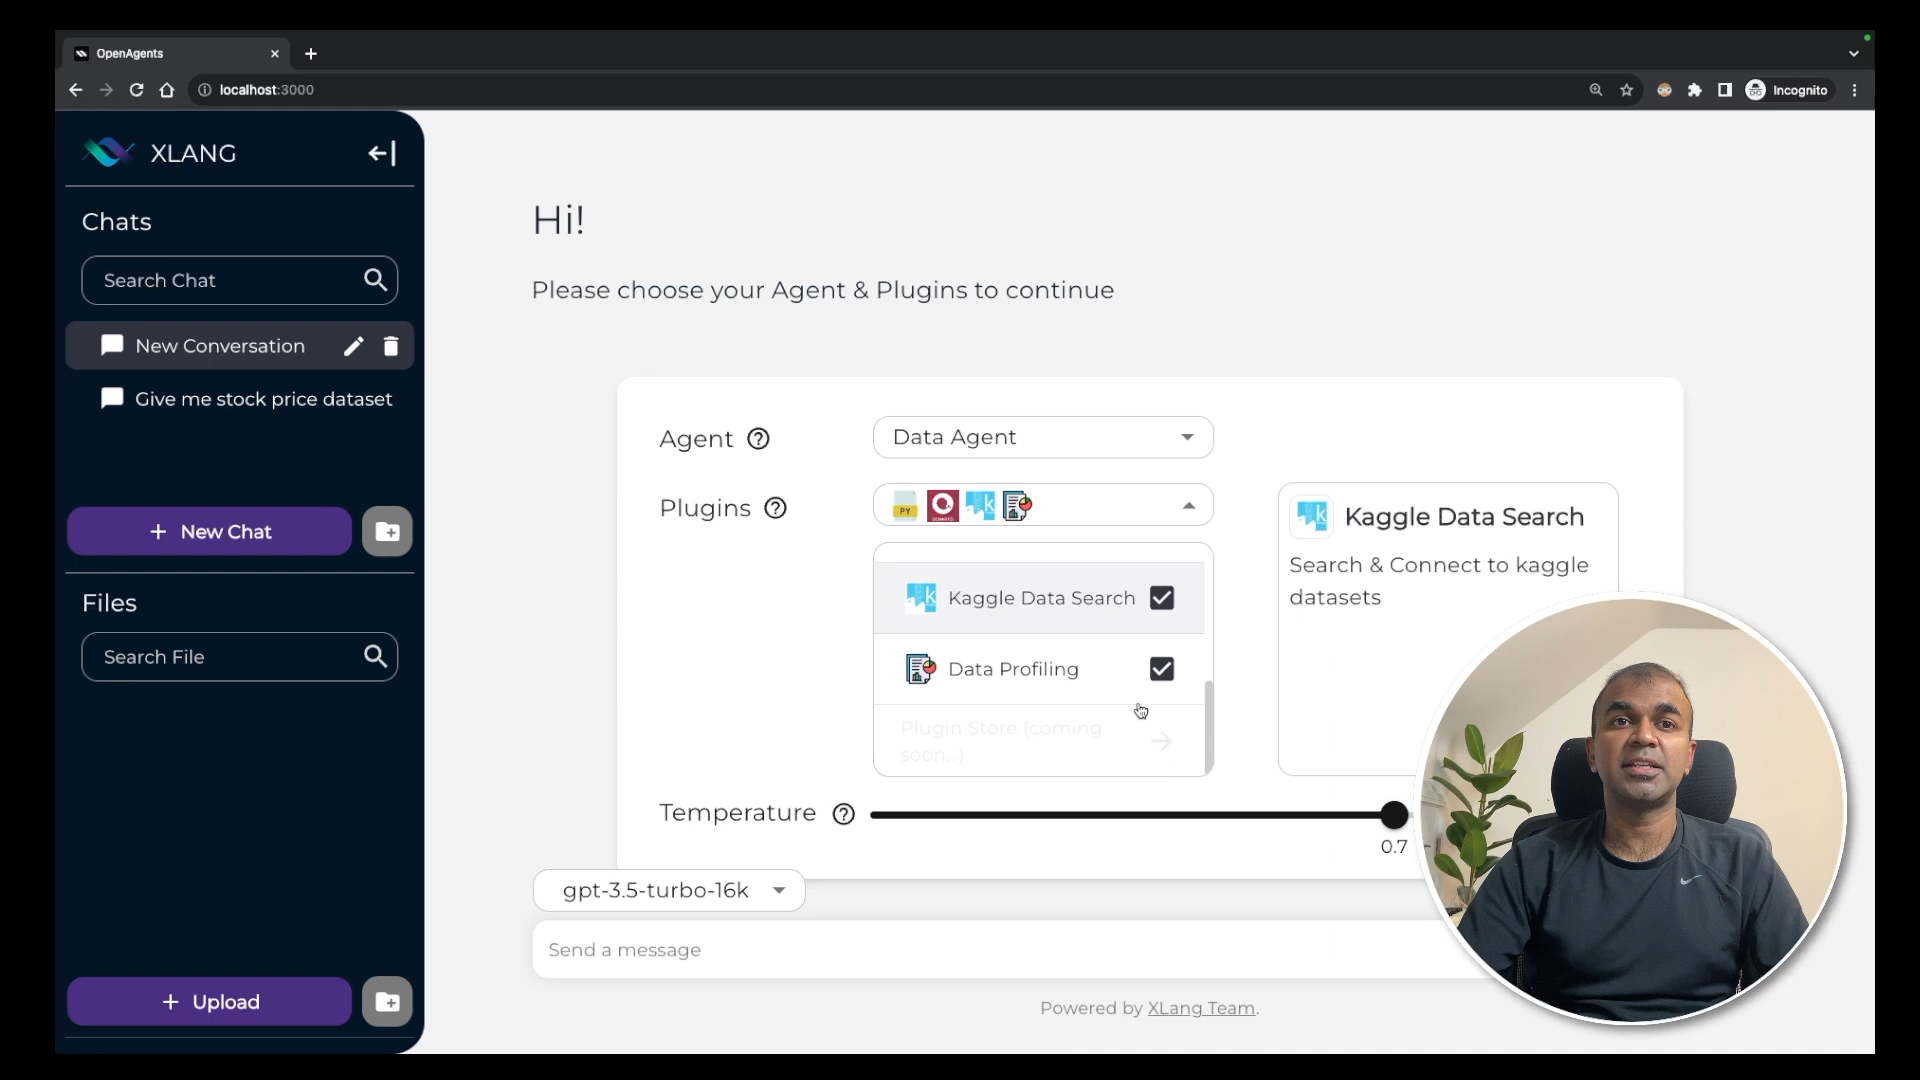 OpenAgents
localhost:3000
Incognito
XLANG
Chats
Search Chat
New Conversation
Give me stock price dataset
+ New Chat
Files
Search File
+ Upload
Hi!
Please choose your Agent & Plugins to continue
Agent
Data Agent
Plugins
PY
Kaggle Data Search
Data Profiling
Plugin Store (coming
soon...)
Kaggle Data Search
Search & Connect to kaggle
datasets
Temperature
0.7
gpt-3.5-turbo-16k
Send a message
Powered by XLang Team.